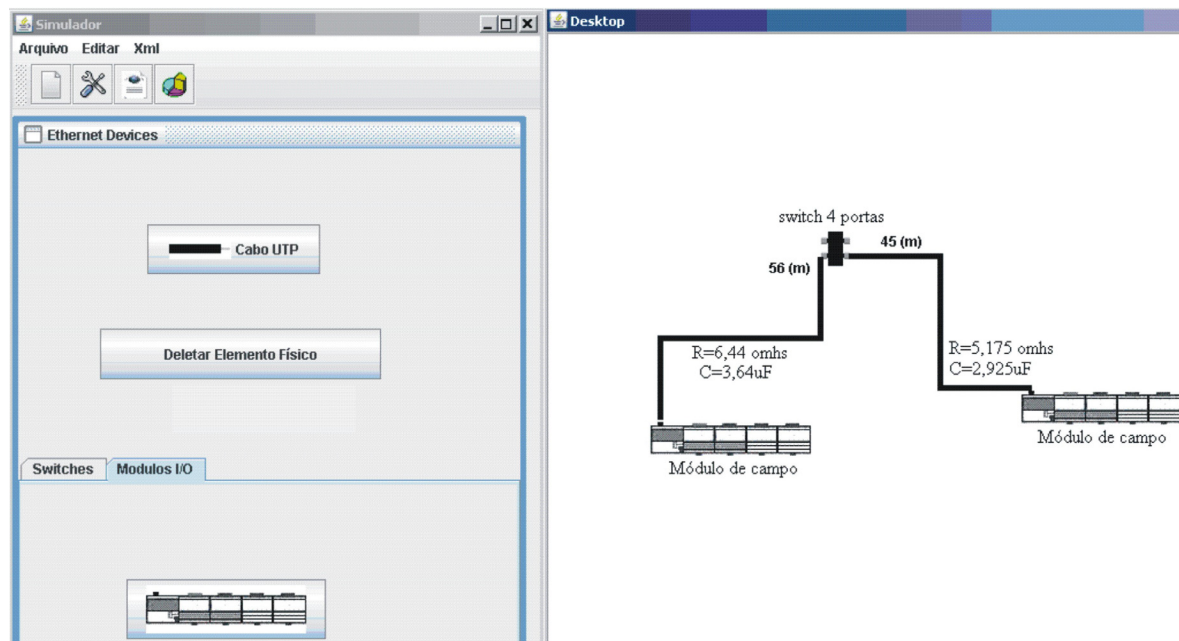 Simulador
Arquivo Editar Xml
Ethernet Devices
Cabo UTP
Deletar Elemento Físico
Switches Modulos I/O
Desktop
switch 4 portas
45 (m)
56 (m)
R=6,44 omhs
C=3,64uF
R=5,175 omhs
C=2,925uF
Módulo de campo
Módulo de campo